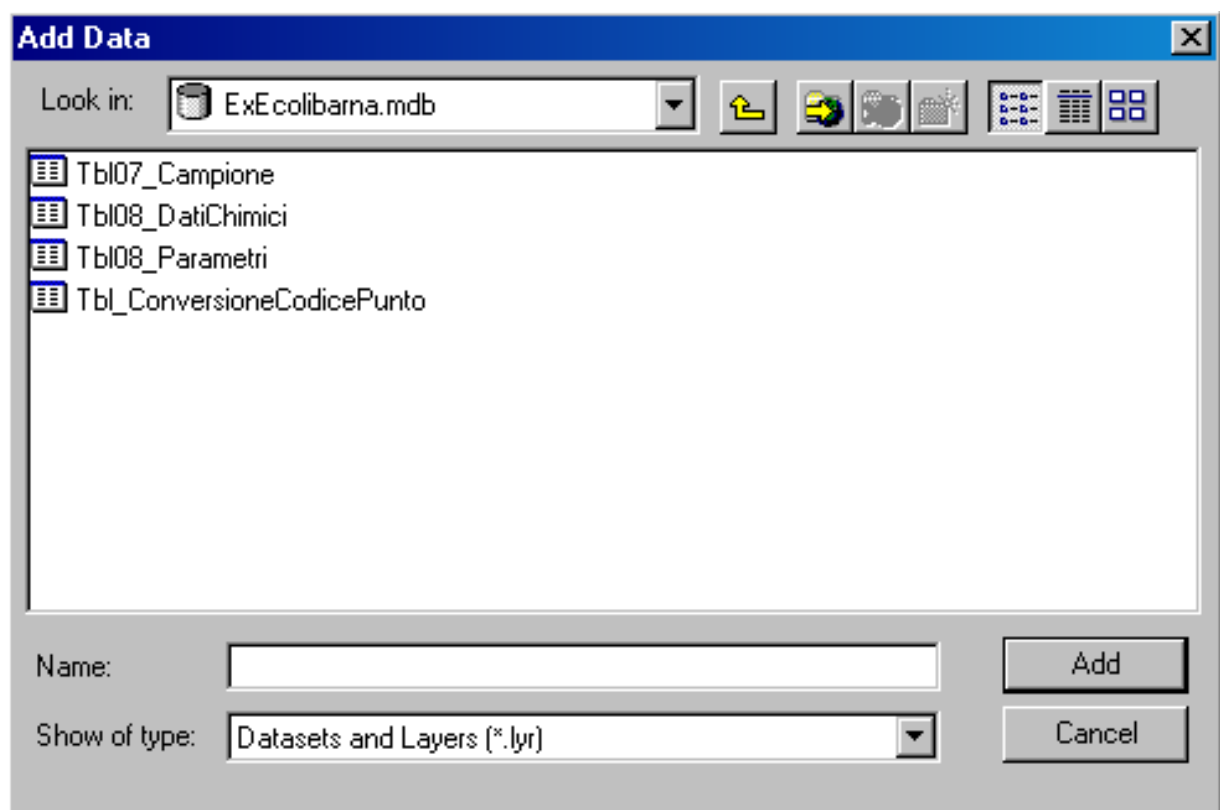 Add Data
Look in: ExEcolibarna.mdb
Tbl07_Campione
Tbl08_DatiChimici
Tbl08_Parametri
Tbl_ConversioneCodicePunto
Name: Add
Show of type: Datasets and Layers (*.lyr) Cancel